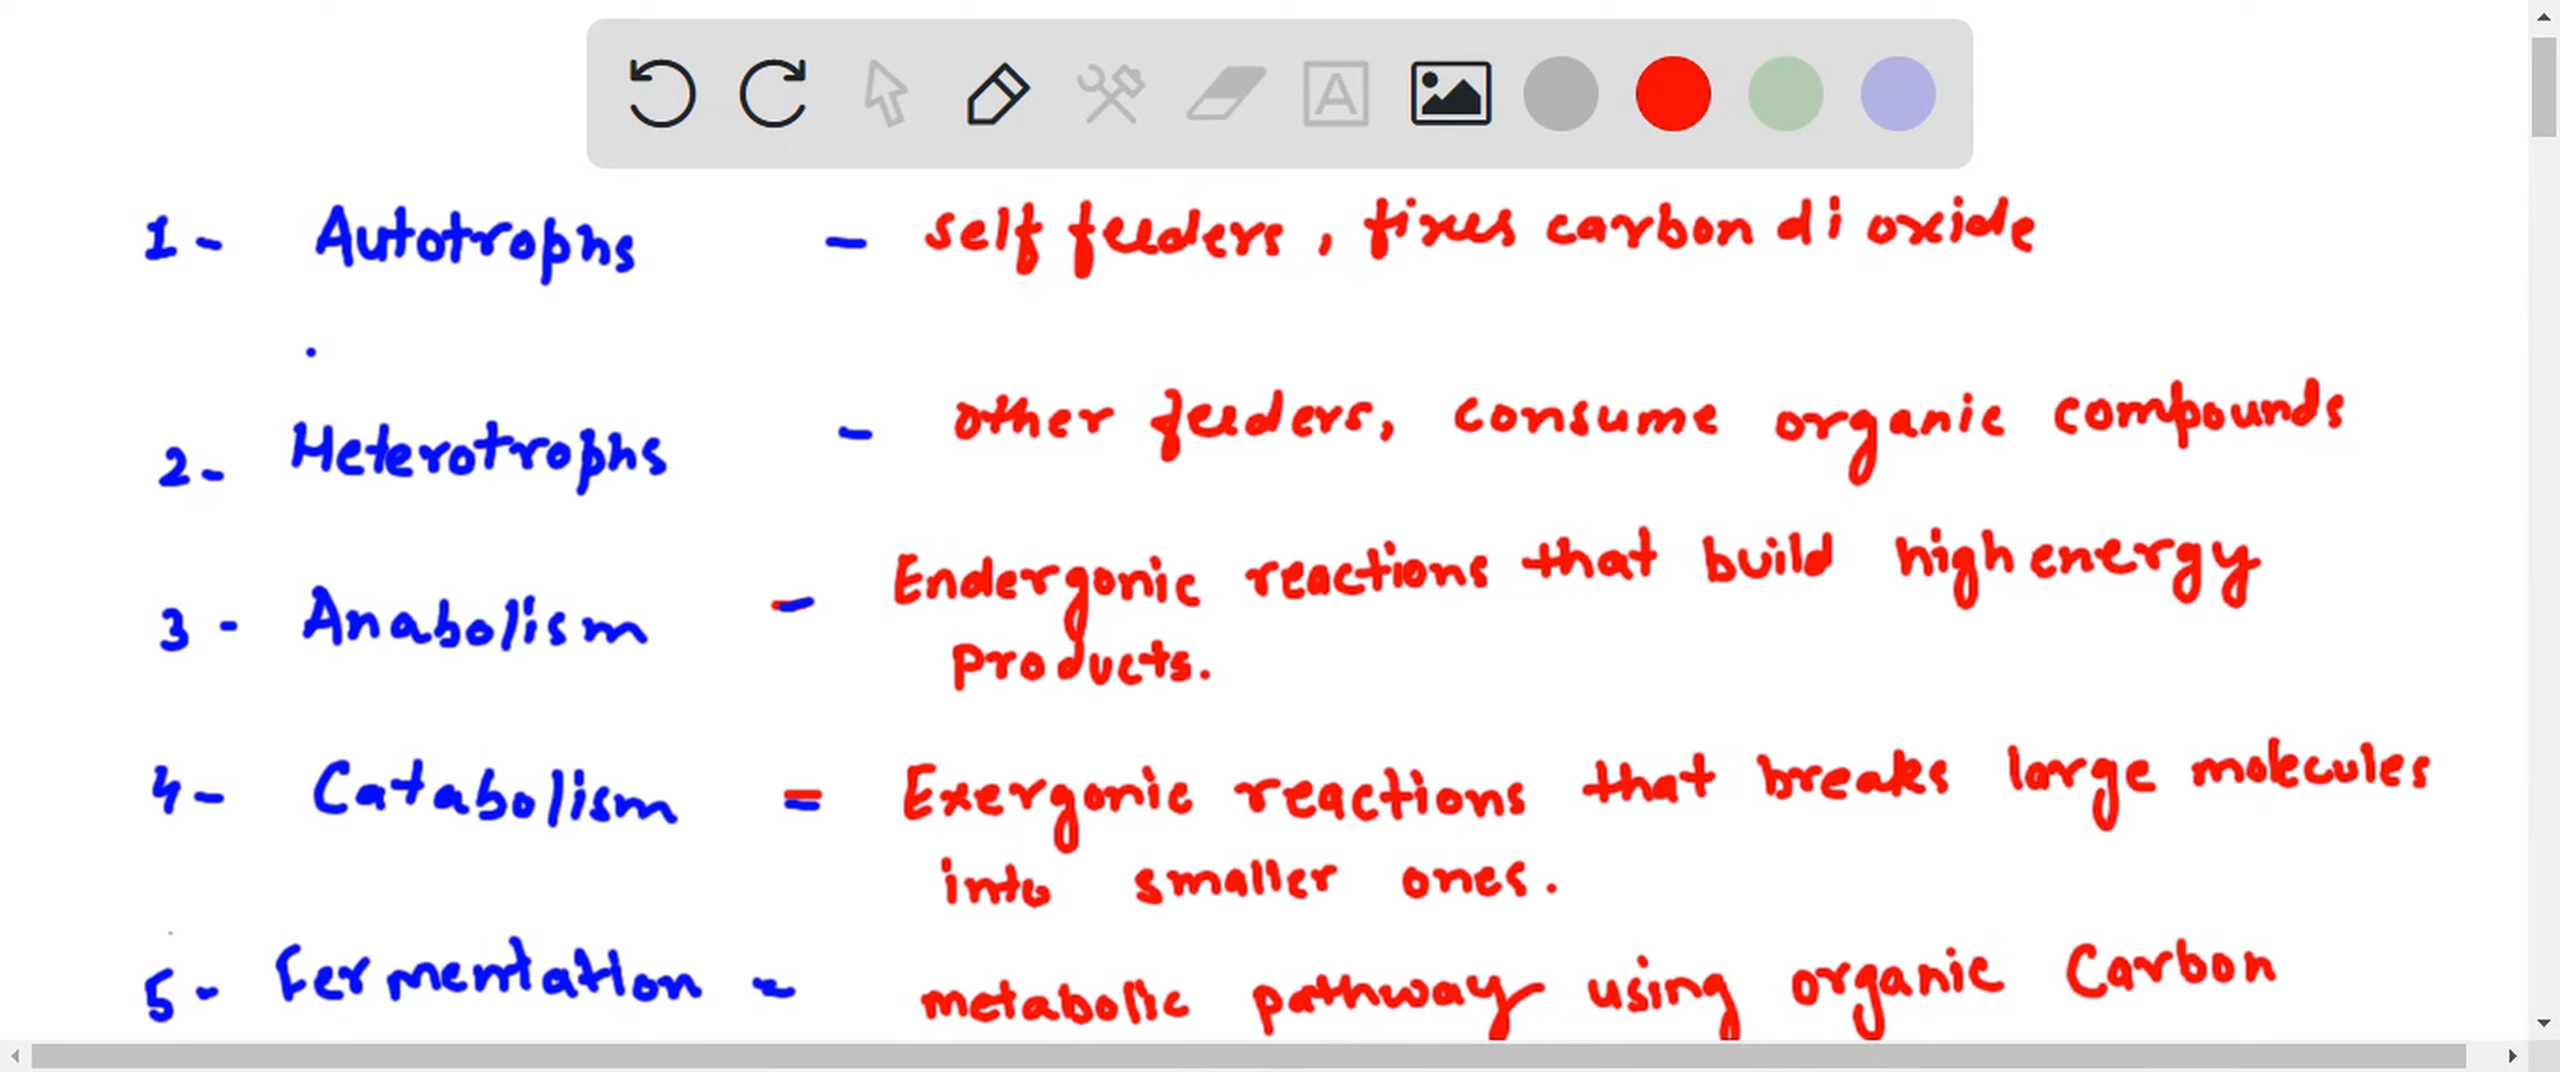 1- Autotrophs - self feeders, fixes carbon di oxide
2- Heterotrophs - other feeders, consume organic compounds
3- Anabolism - Endergonic reactions that build high energy
products.
4- Catabolism = Exergonic reactions that breaks large molecules
into smaller ones.
5- Fermentation - metabolic pathway using organic Carbon